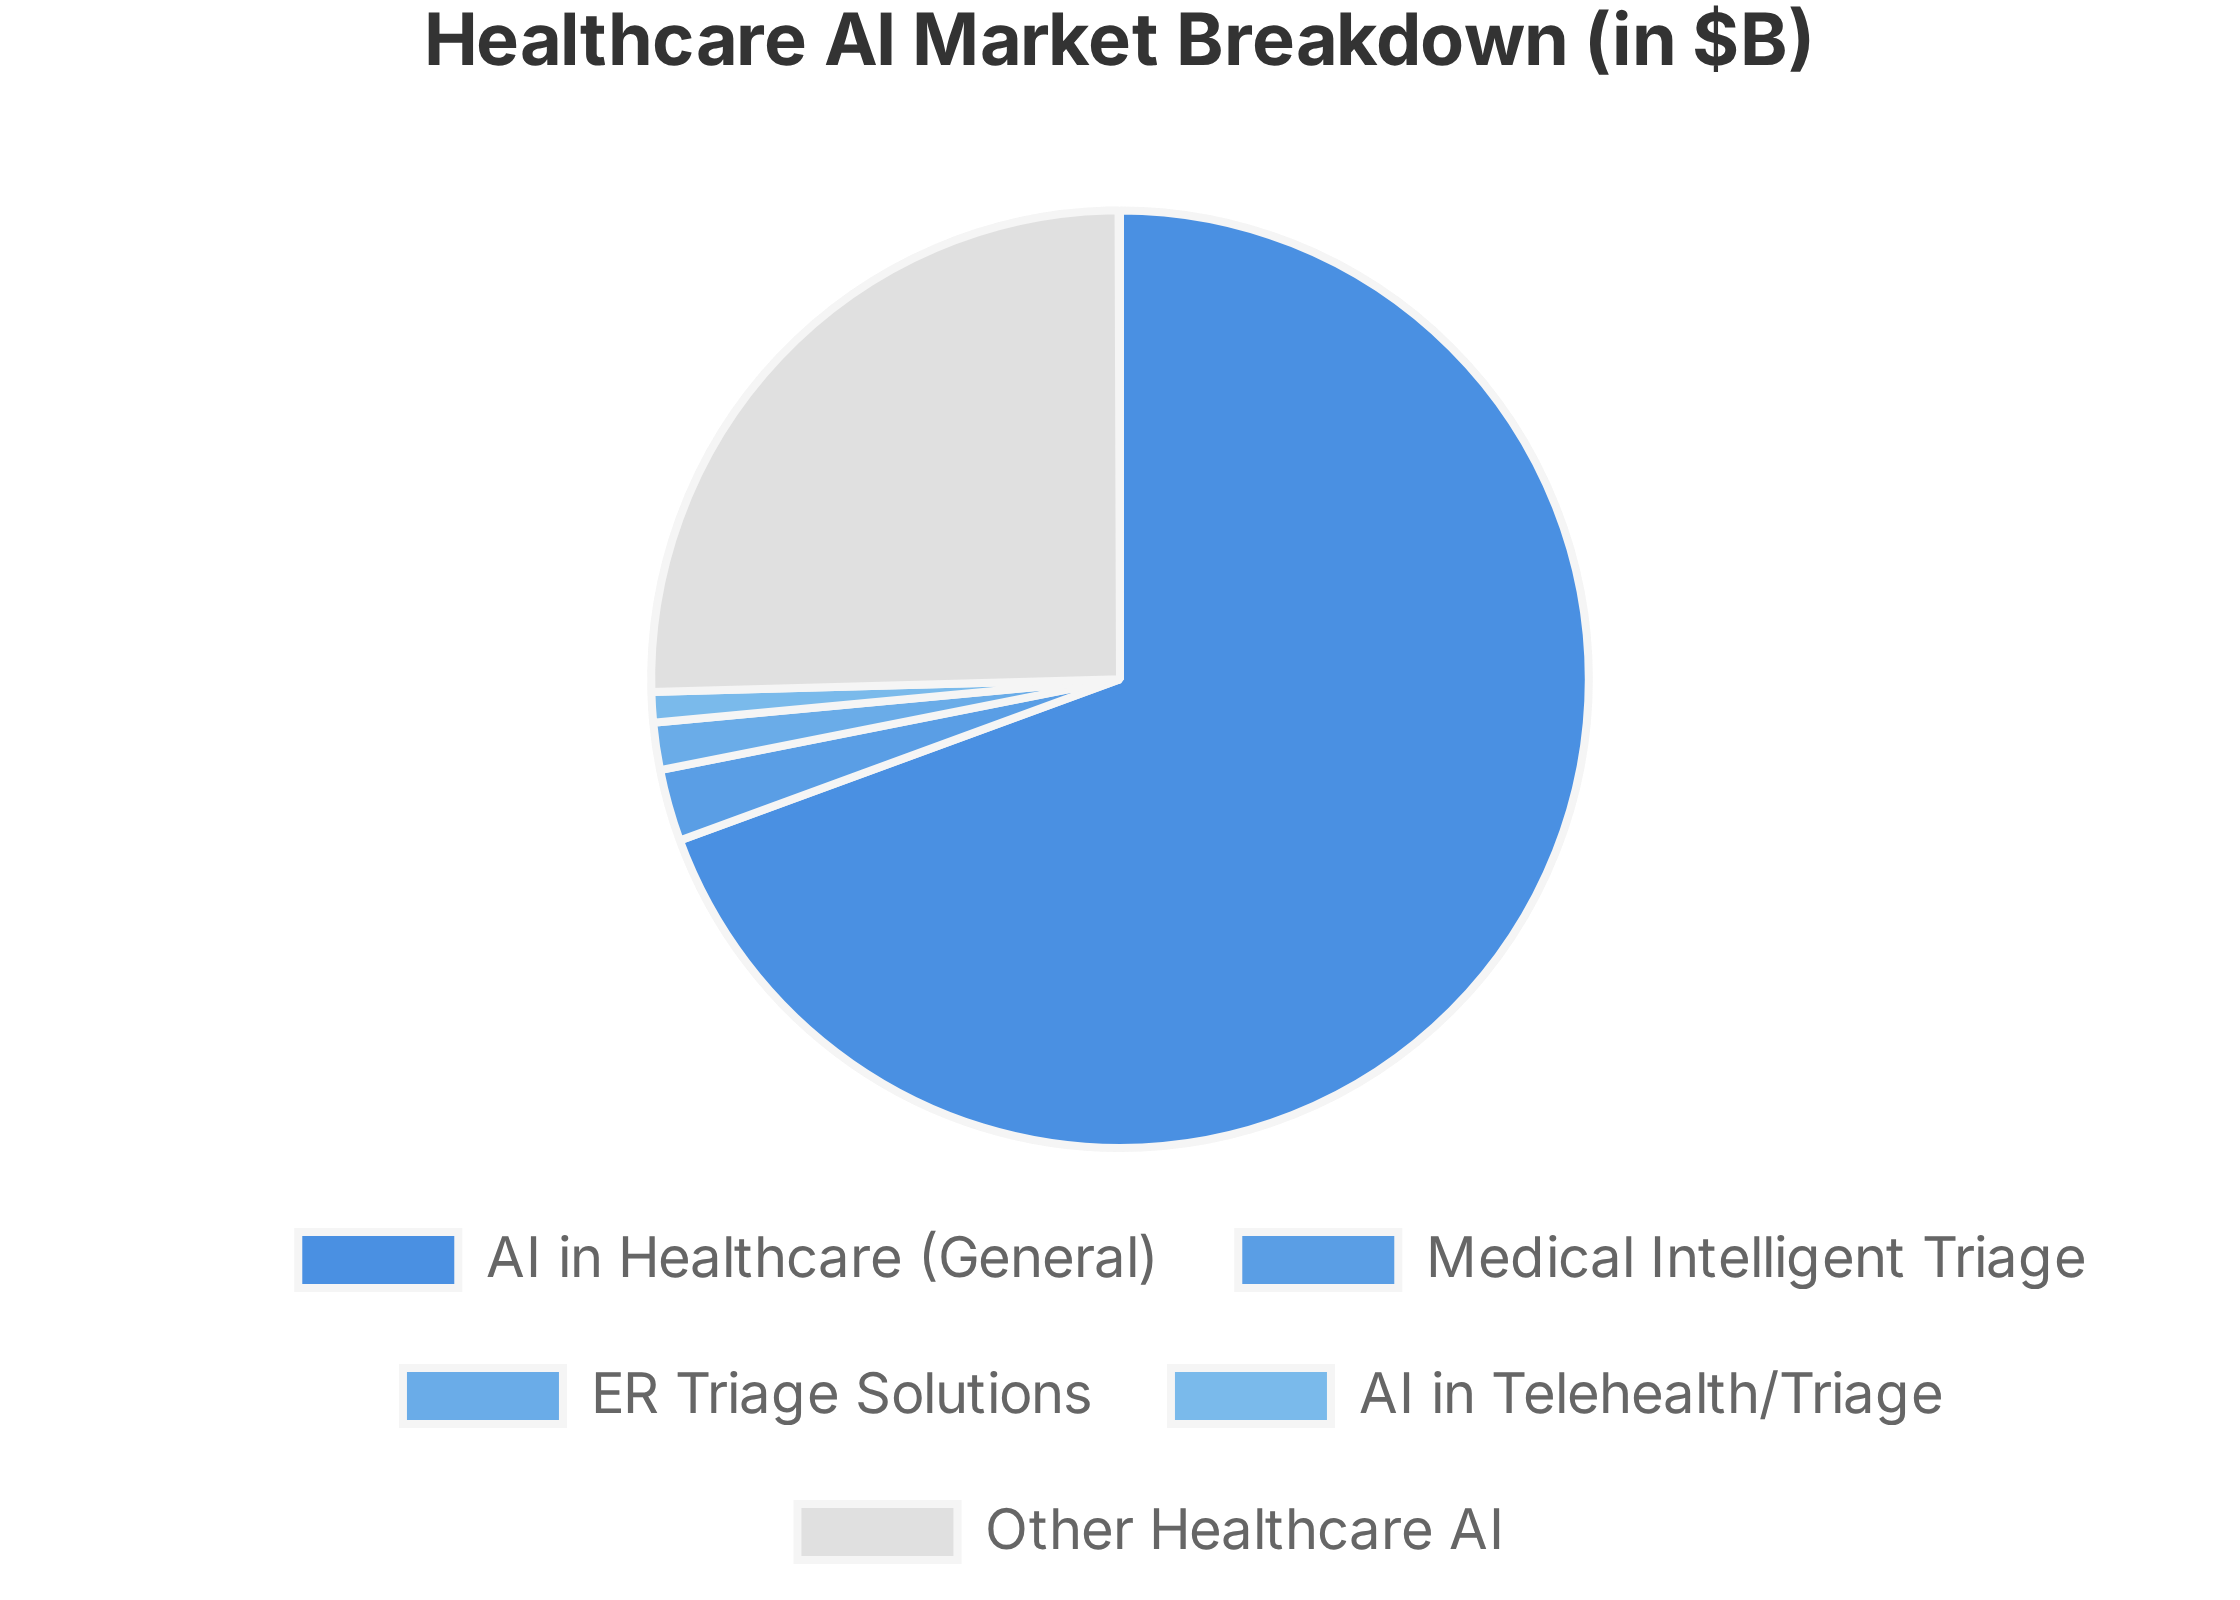 Healthcare AI Market Breakdown (in $B)
AI in Healthcare (General)
Medical Intelligent Triage
ER Triage Solutions
AI in Telehealth/Triage
Other Healthcare AI